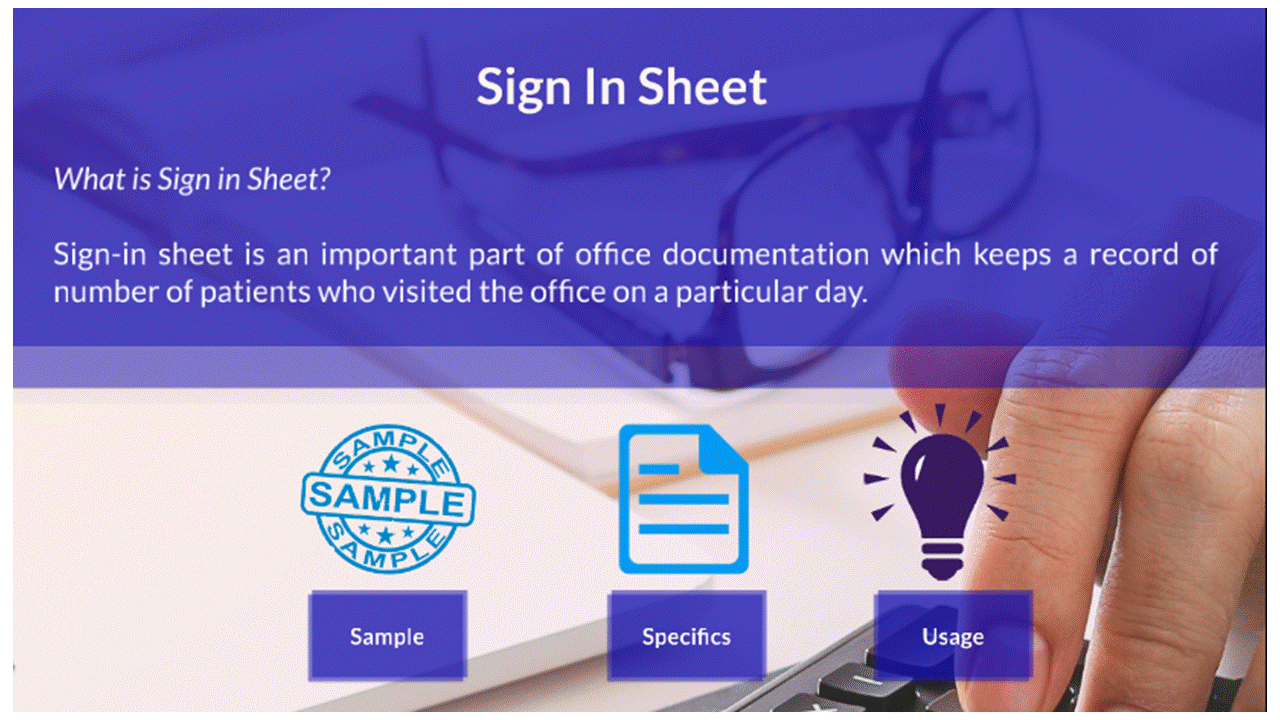 Sign In Sheet
What is Sign in Sheet?
Sign-in sheet is an important part of office documentation which keeps a record of
number of patients who visited the office on a particular day.
SAMPLE
SAMPLE
SAMPLE
Sample
Specifics
Usage